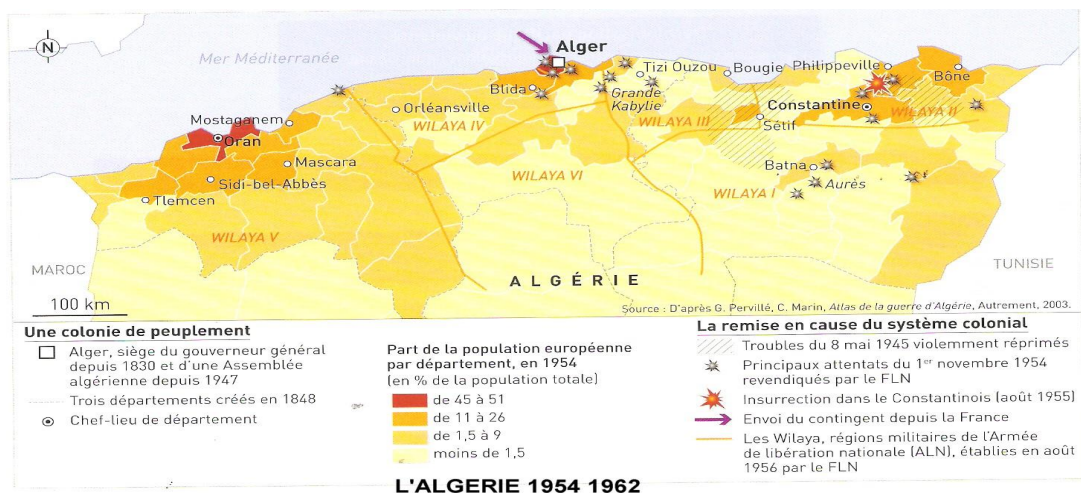 N
Mer Méditerranée
Alger
Tizi Ouzou
Bougie
Philippeville
Bône
Blida
Grande
Kabylie
Constantine
Orléansville
Mostaganem
WILAYA IV
WILAYA III
WILAYA II
Sétif
Oran
Mascara
Batna
Sidi-bel-Abbès
WILAYA VI
WILAYA I
Aurès
Tlemcen
WILAYA V
MAROC
ALGÉRIE
TUNISIE
100 km
Source : D'après G. Pervillé, C. Marin, Atlas de la guerre d'Algérie, Autrement, 2003.
Une colonie de peuplement
Alger, siège du gouverneur général
depuis 1830 et d'une Assemblée
algérienne depuis 1947
Trois départements créés en 1848
Chef-lieu de département
Part de la population européenne
par département, en 1954
(en % de la population totale)
de 45 à 51
de 11 à 26
de 1,5 à 9
moins de 1,5
La remise en cause du système colonial
Troubles du 8 mai 1945 violemment réprimés
Principaux attentats du 1er novembre 1954
revendiqués par le FLN
Insurrection dans le Constantinois (août 1955)
Envoi du contingent depuis la France
Les Wilaya, régions militaires de l'Armée
de libération nationale (ALN), établies en août
1956 par le FLN
L'ALGERIE 1954 1962